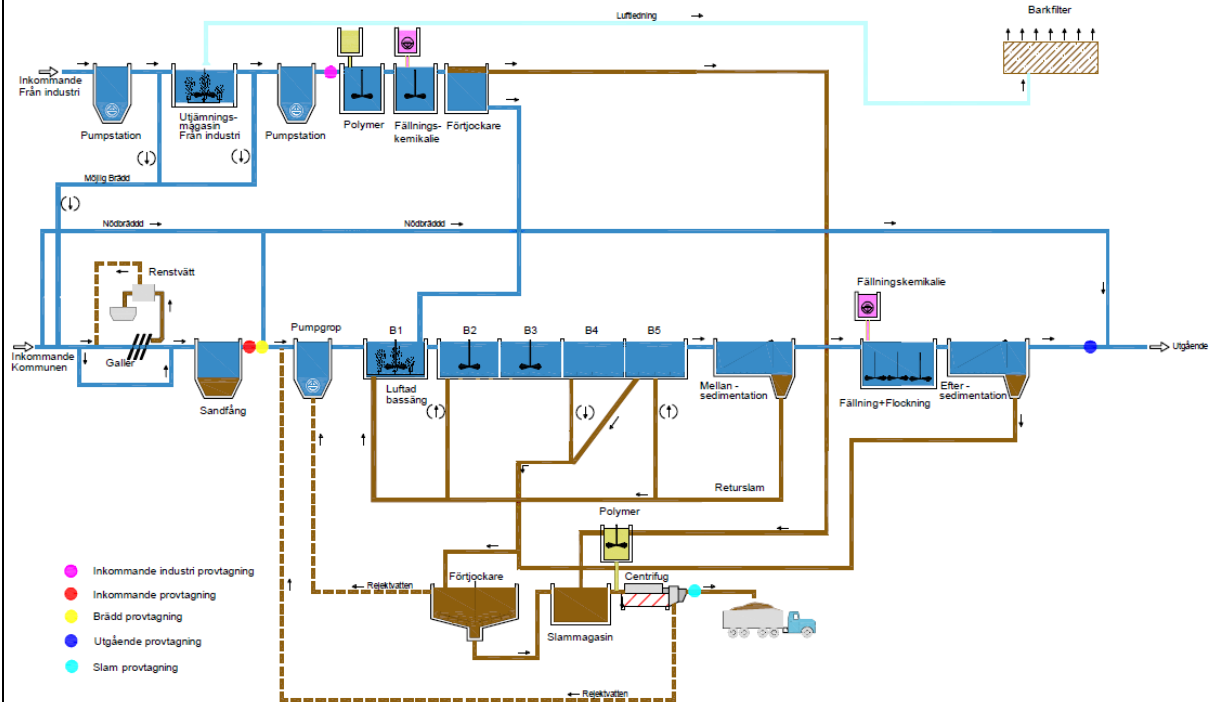 Luftledning
Barkfilter
Inkommande
Från industri
Pumpstation
Utjämnings-
magasin
Från industri
Pumpstation
Polymer
Fällnings-
kemikalie
Förtjockare
Möjlig Brädd
Nödbräddd
Nödbräddd
Renstvätt
Fällningskemikalie
Pumpgrop
B1
B2
B3
B4
B5
Inkommande
Kommunen
Galler
Sandfång
Luftad
bassäng
Mellan -
sedimentation
Fällning+Flockning
Efter -
sedimentation
Utgående
Returslam
Polymer
Inkommande industri provtagning
Inkommande provtagning
Brädd provtagning
Utgående provtagning
Slam provtagning
Rejektvatten
Förtjockare
Centrifug
Slammagasin
Rejektvatten